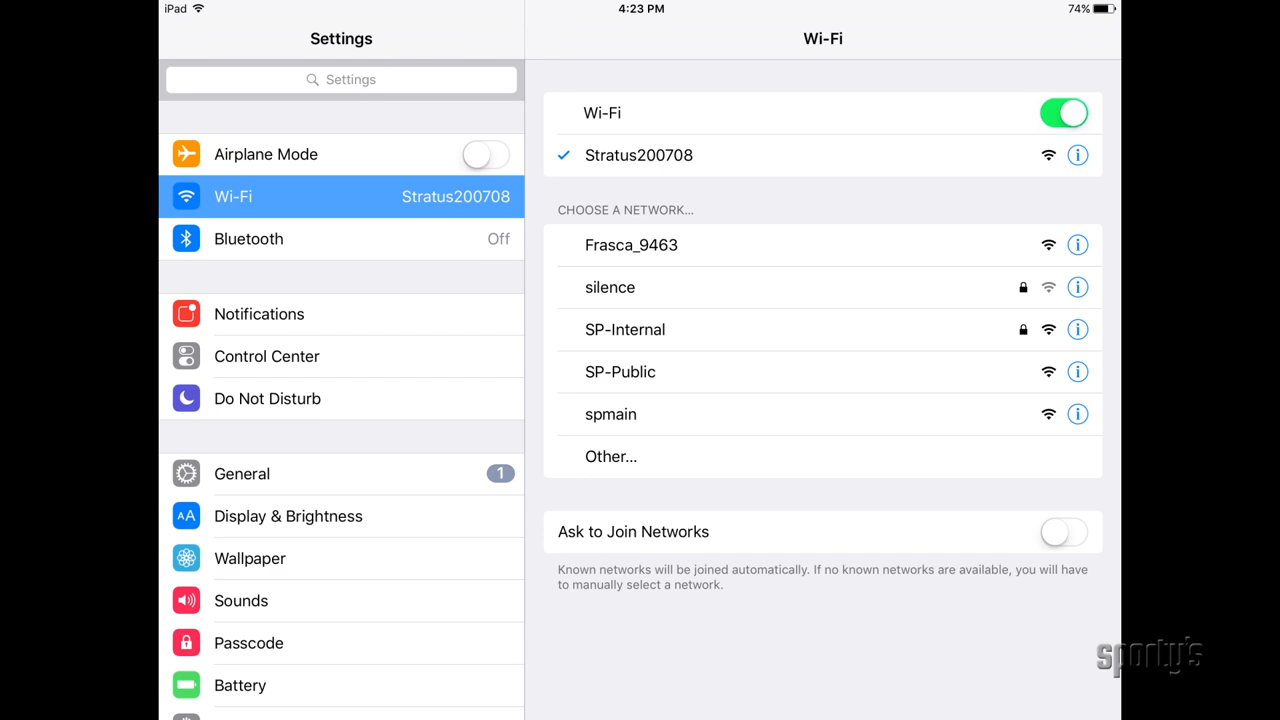 iPad
4:23 PM
74%
Settings
Wi-Fi
Settings
Airplane Mode
Wi-Fi Stratus200708
Bluetooth Off
Notifications
Control Center
Do Not Disturb
General 1
AA Display & Brightness
Wallpaper
Sounds
Passcode
Battery
Wi-Fi
Stratus200708
CHOOSE A NETWORK...
Frasca_9463
silence
SP-Internal
SP-Public
spmain
Other...
Ask to Join Networks
Known networks will be joined automatically. If no known networks are available, you will have
to manually select a network.
sporty's